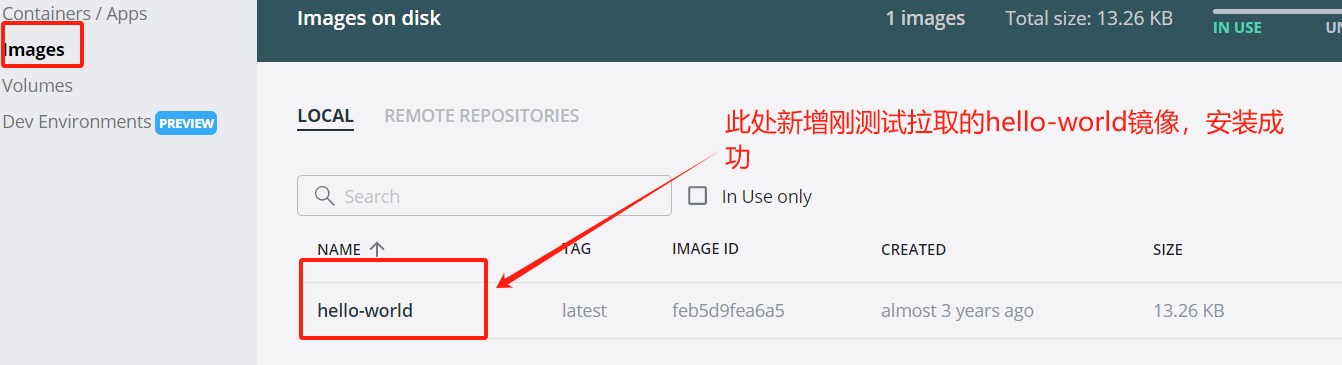 Containers / Apps
Images
Volumes
Dev Environments PREVIEW
Images on disk 1 images Total size: 13.26 KB
IN USE
LOCAL REMOTE REPOSITORIES
此处新增刚测试拉取的hello-world镜像，安装成
功
Search In Use only
NAME TAG IMAGE ID CREATED SIZE
hello-world latest feb5d9fea6a5 almost 3 years ago 13.26 KB